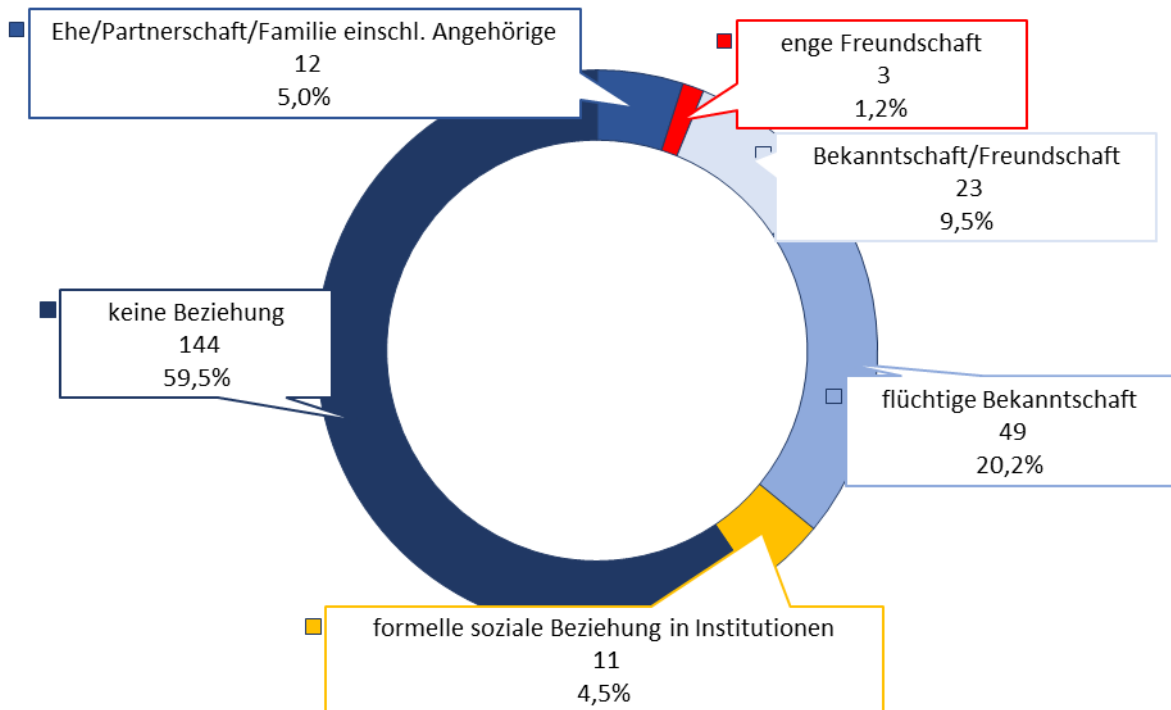 Ehe/Partnerschaft/Familie einschl. Angehörige
12
5,0%
enge Freundschaft
3
1,2%
Bekanntschaft/Freundschaft
23
9,5%
keine Beziehung
144
59,5%
flüchtige Bekanntschaft
49
20,2%
formelle soziale Beziehung in Institutionen
11
4,5%